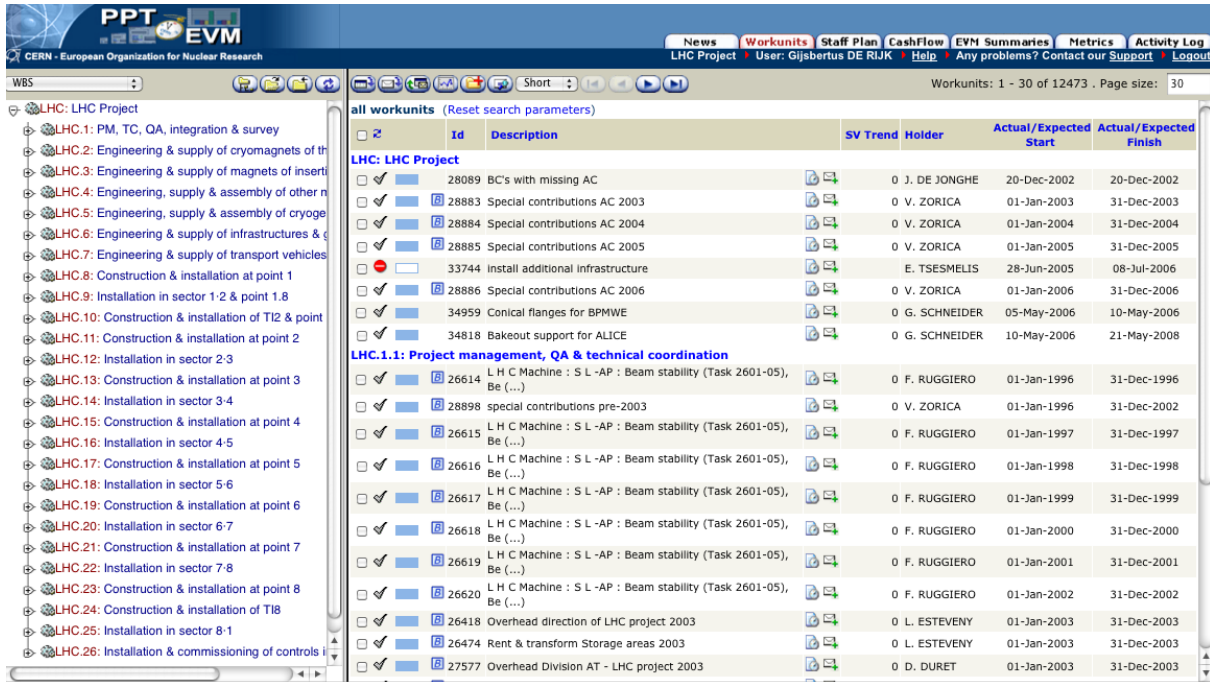 PPT
EVM
CERN - European Organization for Nuclear Research
News Workunits Staff Plan CashFlow EVM Summaries Metrics Activity Log
LHC Project User: Gijsbertus DE RIJK Help Any problems? Contact our Support Logout
WBS
Short
Workunits: 1 - 30 of 12473 . Page size: 30
LHC: LHC Project
LHC.1: PM, TC, QA, integration & survey
LHC.2: Engineering & supply of cryomagnets of th
LHC.3: Engineering & supply of magnets of inserti
LHC.4: Engineering, supply & assembly of other m
LHC.5: Engineering, supply & assembly of cryoge
LHC.6: Engineering & supply of infrastructures & g
LHC.7: Engineering & supply of transport vehicles
LHC.8: Construction & installation at point 1
LHC.9: Installation in sector 1-2 & point 1.8
LHC.10: Construction & installation of TI2 & point
LHC.11: Construction & installation at point 2
LHC.12: Installation in sector 2-3
LHC.13: Construction & installation at point 3
LHC.14: Installation in sector 3-4
LHC.15: Construction & installation at point 4
LHC.16: Installation in sector 4-5
LHC.17: Construction & installation at point 5
LHC.18: Installation in sector 5-6
LHC.19: Construction & installation at point 6
LHC.20: Installation in sector 6-7
LHC.21: Construction & installation at point 7
LHC.22: Installation in sector 7-8
LHC.23: Construction & installation at point 8
LHC.24: Construction & installation of TI8
LHC.25: Installation in sector 8-1
LHC.26: Installation & commissioning of controls i
all workunits (Reset search parameters)
Id Description SV Trend Holder Actual/Expected Start Actual/Expected Finish
LHC: LHC Project
28089 BC's with missing AC 0 J. DE JONGHE 20-Dec-2002 20-Dec-2002
B 28883 Special contributions AC 2003 0 V. ZORICA 01-Jan-2003 31-Dec-2003
B 28884 Special contributions AC 2004 0 V. ZORICA 01-Jan-2004 31-Dec-2004
B 28885 Special contributions AC 2005 0 V. ZORICA 01-Jan-2005 31-Dec-2005
33744 install additional infrastructure E. TSESMELIS 28-Jun-2005 08-Jul-2006
B 28886 Special contributions AC 2006 0 V. ZORICA 01-Jan-2006 31-Dec-2006
34959 Conical flanges for BPMWE 0 G. SCHNEIDER 05-May-2006 10-May-2006
34818 Bakeout support for ALICE 0 G. SCHNEIDER 10-May-2006 21-May-2008
LHC.1.1: Project management, QA & technical coordination
B 26614 L H C Machine : S L -AP : Beam stability (Task 2601-05), Be (...) 0 F. RUGGIERO 01-Jan-1996 31-Dec-1996
B 28898 special contributions pre-2003 0 V. ZORICA 01-Jan-1996 31-Dec-2002
B 26615 L H C Machine : S L -AP : Beam stability (Task 2601-05), Be (...) 0 F. RUGGIERO 01-Jan-1997 31-Dec-1997
B 26616 L H C Machine : S L -AP : Beam stability (Task 2601-05), Be (...) 0 F. RUGGIERO 01-Jan-1998 31-Dec-1998
B 26617 L H C Machine : S L -AP : Beam stability (Task 2601-05), Be (...) 0 F. RUGGIERO 01-Jan-1999 31-Dec-1999
B 26618 L H C Machine : S L -AP : Beam stability (Task 2601-05), Be (...) 0 F. RUGGIERO 01-Jan-2000 31-Dec-2000
B 26619 L H C Machine : S L -AP : Beam stability (Task 2601-05), Be (...) 0 F. RUGGIERO 01-Jan-2001 31-Dec-2001
B 26620 L H C Machine : S L -AP : Beam stability (Task 2601-05), Be (...) 0 F. RUGGIERO 01-Jan-2002 31-Dec-2002
B 26418 Overhead direction of LHC project 2003 0 L. ESTEVENY 01-Jan-2003 31-Dec-2003
B 26474 Rent & transform Storage areas 2003 0 L. ESTEVENY 01-Jan-2003 31-Dec-2003
B 27577 Overhead Division AT - LHC project 2003 0 D. DURET 01-Jan-2003 31-Dec-2003